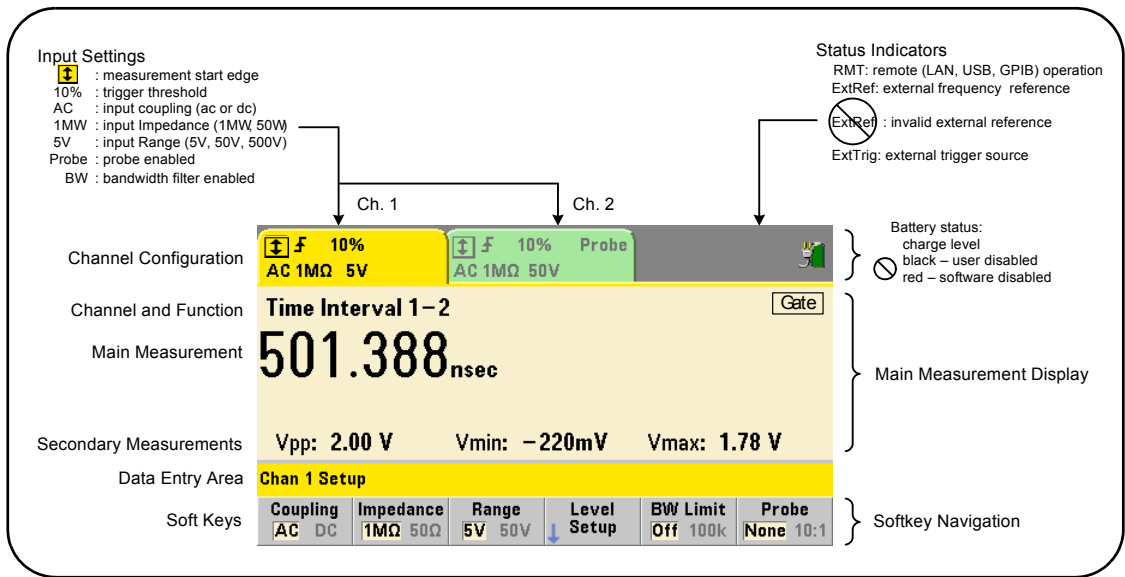 Input Settings
: measurement start edge
10% : trigger threshold
AC : input coupling (ac or dc)
1MW : input Impedance (1MW, 50W)
5V : input Range (5V, 50V, 500V)
Probe : probe enabled
BW : bandwidth filter enabled
Status Indicators
RMT: remote (LAN, USB, GPIB) operation
ExtRef: external frequency reference
ExtRef : invalid external reference
ExtTrig: external trigger source
Ch. 1
Ch. 2
Channel Configuration
10%
AC 1MΩ 5V
10% Probe
AC 1MΩ 50V
Battery status:
charge level
black – user disabled
red – software disabled
Channel and Function
Time Interval 1–2
Gate
Main Measurement
501.388 nsec
Main Measurement Display
Secondary Measurements
Vpp: 2.00 V Vmin: –220mV Vmax: 1.78 V
Data Entry Area
Chan 1 Setup
Soft Keys
Coupling
AC DC
Impedance
1MΩ 50Ω
Range
5V 50V
Level
Setup
BW Limit
Off 100k
Probe
None 10:1
Softkey Navigation